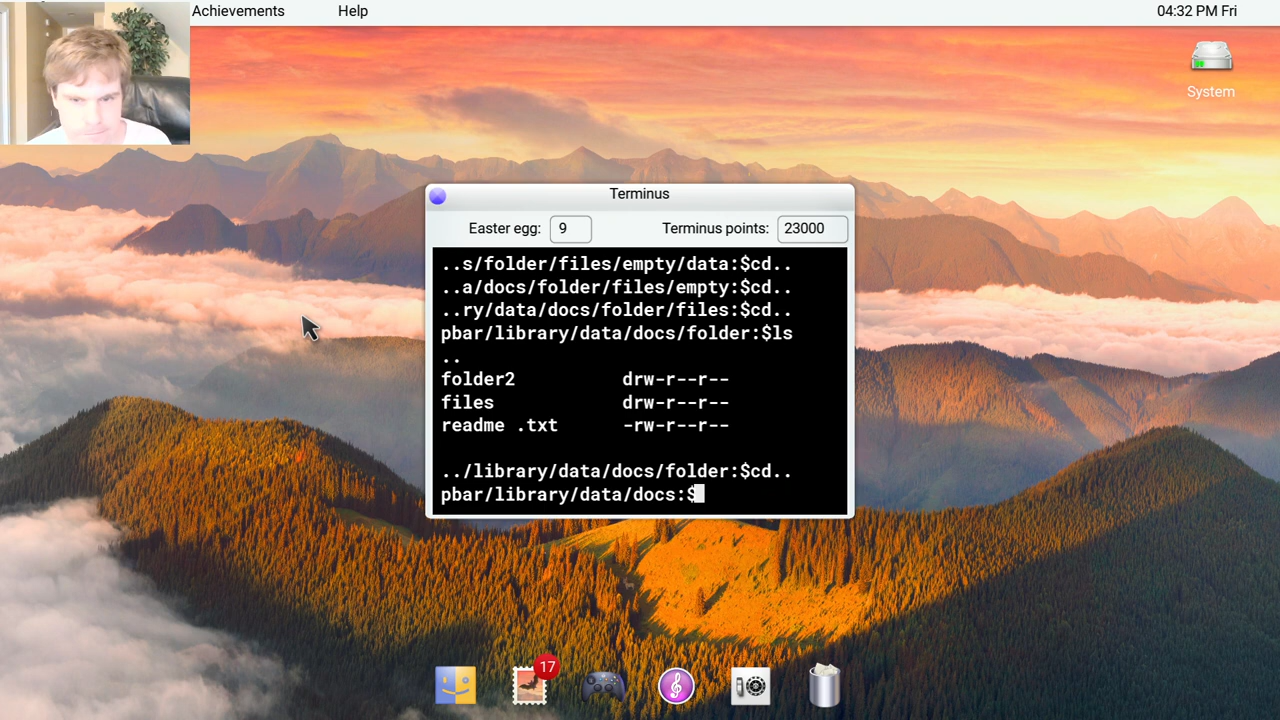 Achievements Help 04:32 PM Fri
System
Terminus
Easter egg: 9 Terminus points: 23000
..s/folder/files/empty/data:$cd..
..a/docs/folder/files/empty:$cd..
..ry/data/docs/folder/files:$cd..
pbar/library/data/docs/folder:$ls
..
folder2 drw-r--r--
files drw-r--r--
readme .txt -rw-r--r--
../library/data/docs/folder:$cd..
pbar/library/data/docs:$
17